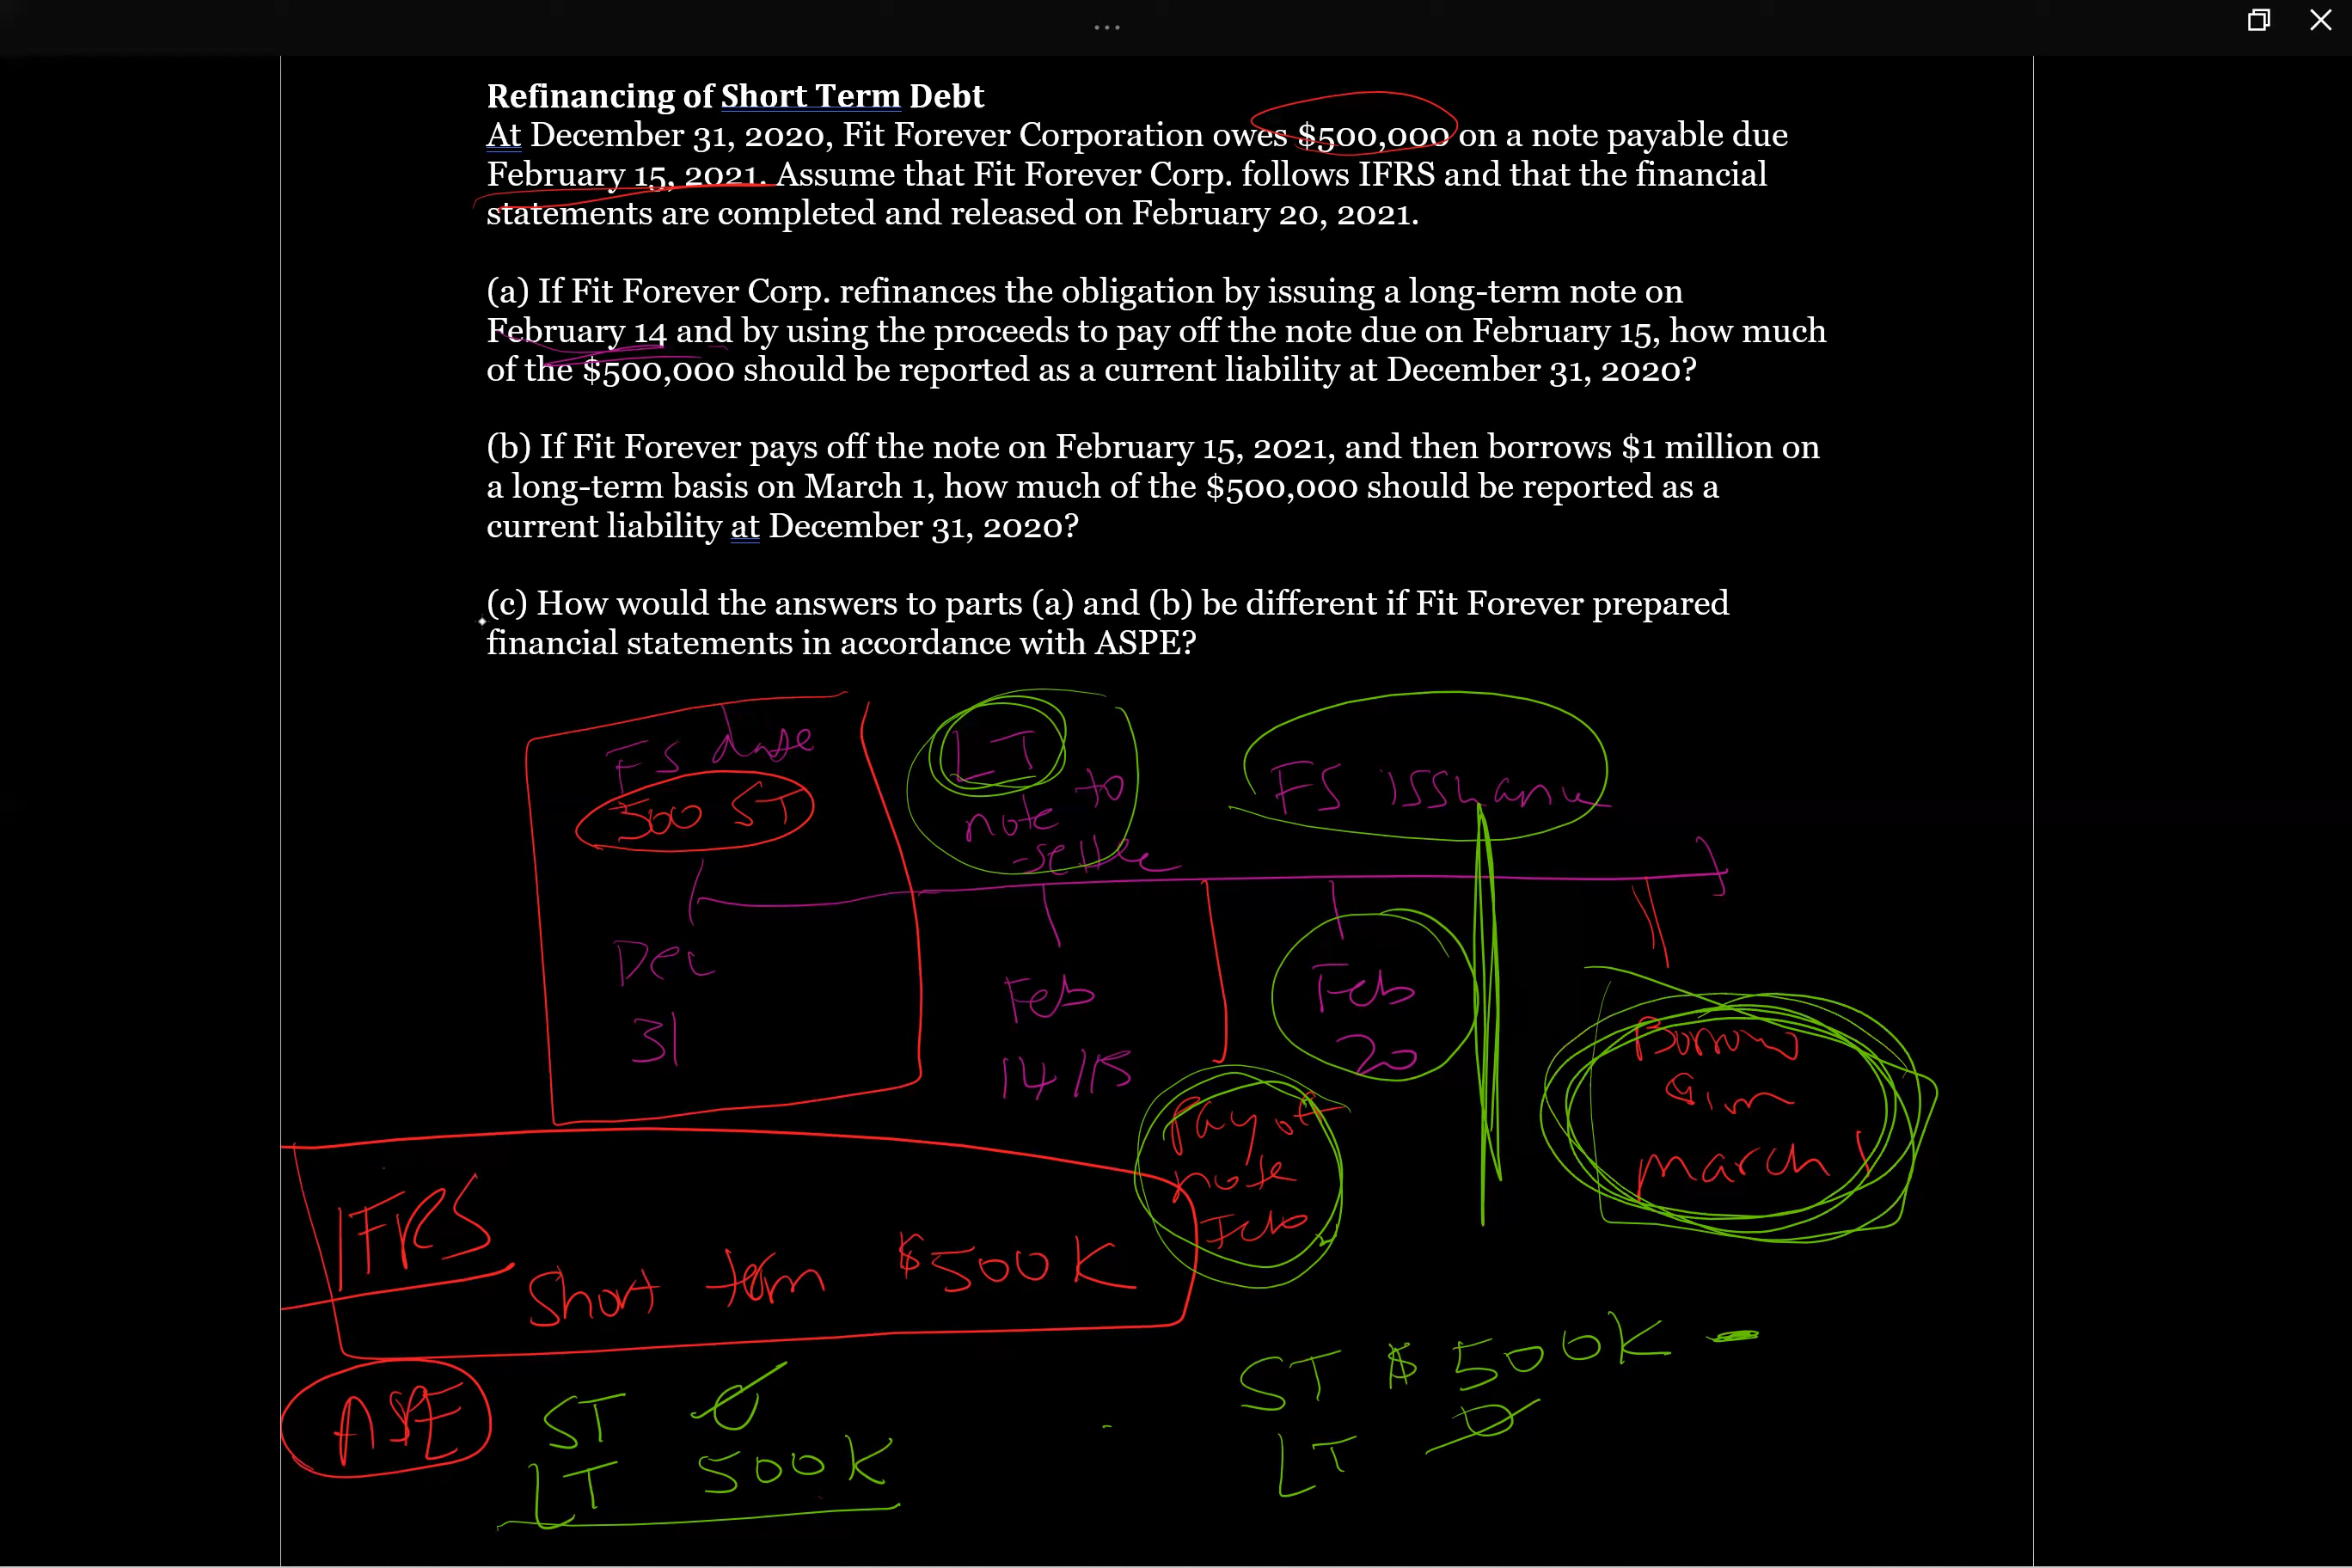 Refinancing of Short Term Debt
At December 31, 2020, Fit Forever Corporation owes $500,000 on a note payable due
February 15, 2021. Assume that Fit Forever Corp. follows IFRS and that the financial
statements are completed and released on February 20, 2021.
(a) If Fit Forever Corp. refinances the obligation by issuing a long-term note on
February 14 and by using the proceeds to pay off the note due on February 15, how much
of the $500,000 should be reported as a current liability at December 31, 2020?
(b) If Fit Forever pays off the note on February 15, 2021, and then borrows $1 million on
a long-term basis on March 1, how much of the $500,000 should be reported as a
current liability at December 31, 2020?
(c) How would the answers to parts (a) and (b) be different if Fit Forever prepared
financial statements in accordance with ASPE?
FS date
500 ST
LT
note to
-settle
FS issuance
Dec
31
Feb
14/15
Feb
20
Pay off
note
Feb
Borrow
march 1
IFRS
Short term $500K
ASPE
ST 0
LT 500K
ST $500K -
LT 0